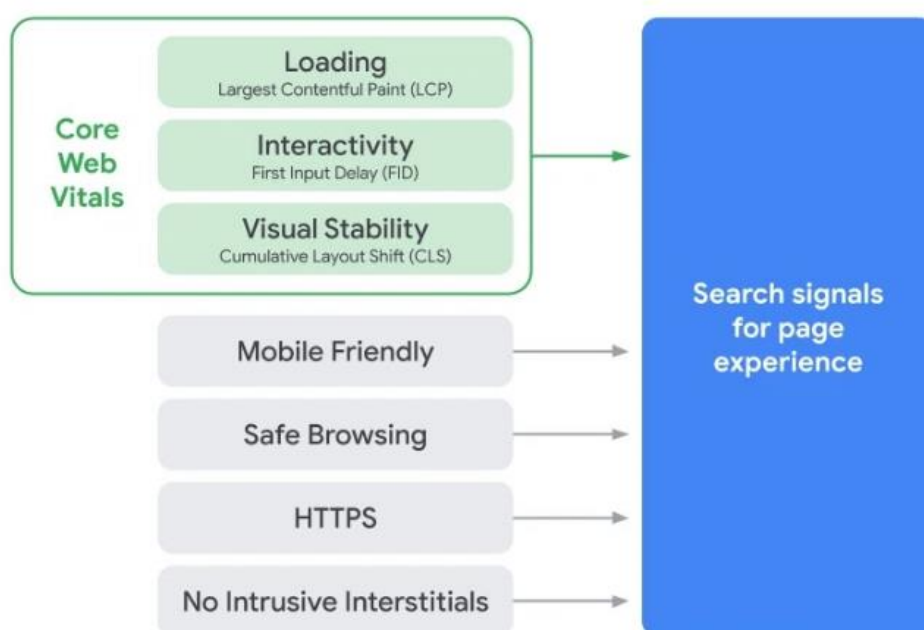 Core
Web
Vitals
Loading
Largest Contentful Paint (LCP)
Interactivity
First Input Delay (FID)
Visual Stability
Cumulative Layout Shift (CLS)
Mobile Friendly
Safe Browsing
HTTPS
No Intrusive Interstitials
Search signals
for page
experience